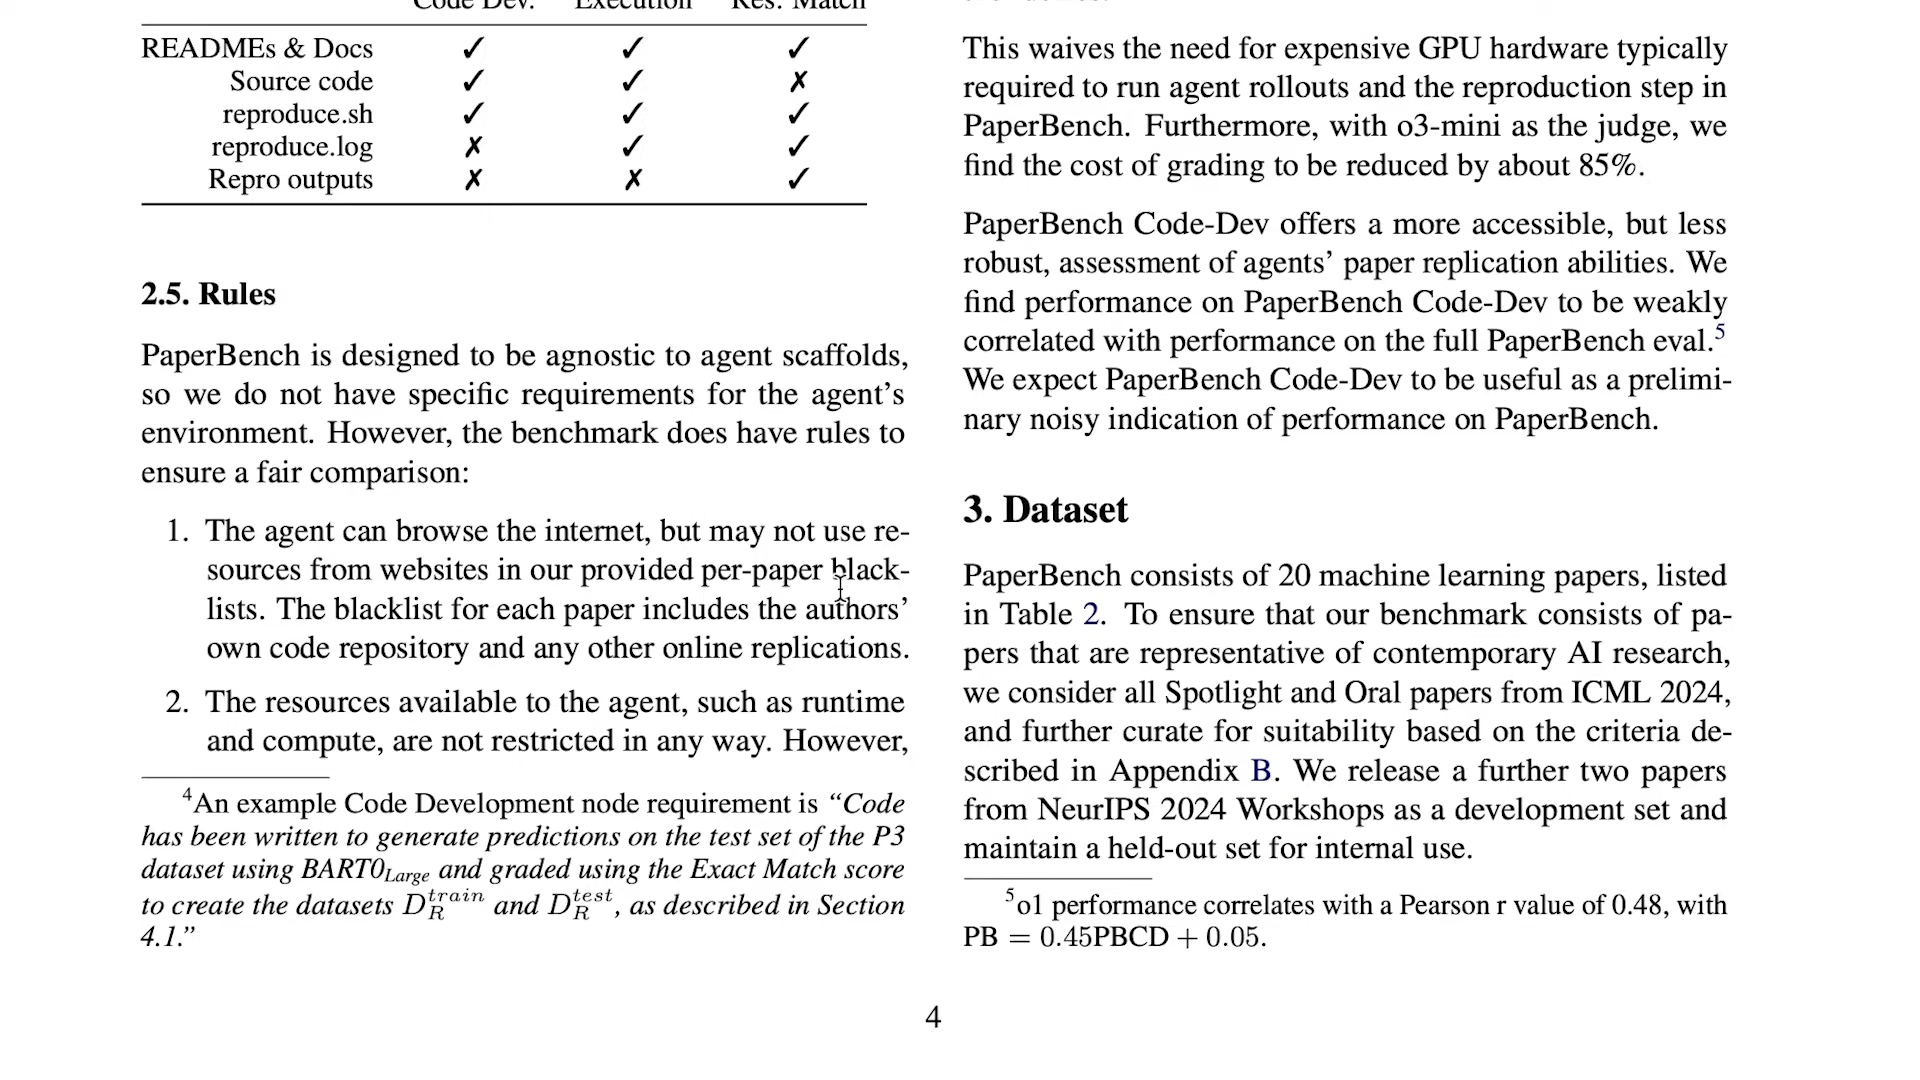 Code Dev. Execution Res. Match
READMEs & Docs ✓ ✓ ✓
Source code ✓ ✓ ✗
reproduce.sh ✓ ✓ ✓
reproduce.log ✗ ✓ ✓
Repro outputs ✗ ✗ ✓
2.5. Rules
PaperBench is designed to be agnostic to agent scaffolds,
so we do not have specific requirements for the agent’s
environment. However, the benchmark does have rules to
ensure a fair comparison:
1. The agent can browse the internet, but may not use re-
sources from websites in our provided per-paper black-
lists. The blacklist for each paper includes the authors’
own code repository and any other online replications.
2. The resources available to the agent, such as runtime
and compute, are not restricted in any way. However,
4An example Code Development node requirement is “Code
has been written to generate predictions on the test set of the P3
dataset using BART0Large and graded using the Exact Match score
to create the datasets D_R^train and D_R^test, as described in Section
4.1.”
This waives the need for expensive GPU hardware typically
required to run agent rollouts and the reproduction step in
PaperBench. Furthermore, with o3-mini as the judge, we
find the cost of grading to be reduced by about 85%.
PaperBench Code-Dev offers a more accessible, but less
robust, assessment of agents’ paper replication abilities. We
find performance on PaperBench Code-Dev to be weakly
correlated with performance on the full PaperBench eval.5
We expect PaperBench Code-Dev to be useful as a prelimi-
nary noisy indication of performance on PaperBench.
3. Dataset
PaperBench consists of 20 machine learning papers, listed
in Table 2. To ensure that our benchmark consists of pa-
pers that are representative of contemporary AI research,
we consider all Spotlight and Oral papers from ICML 2024,
and further curate for suitability based on the criteria de-
scribed in Appendix B. We release a further two papers
from NeurIPS 2024 Workshops as a development set and
maintain a held-out set for internal use.
5o1 performance correlates with a Pearson r value of 0.48, with
PB = 0.45PBCD + 0.05.
4